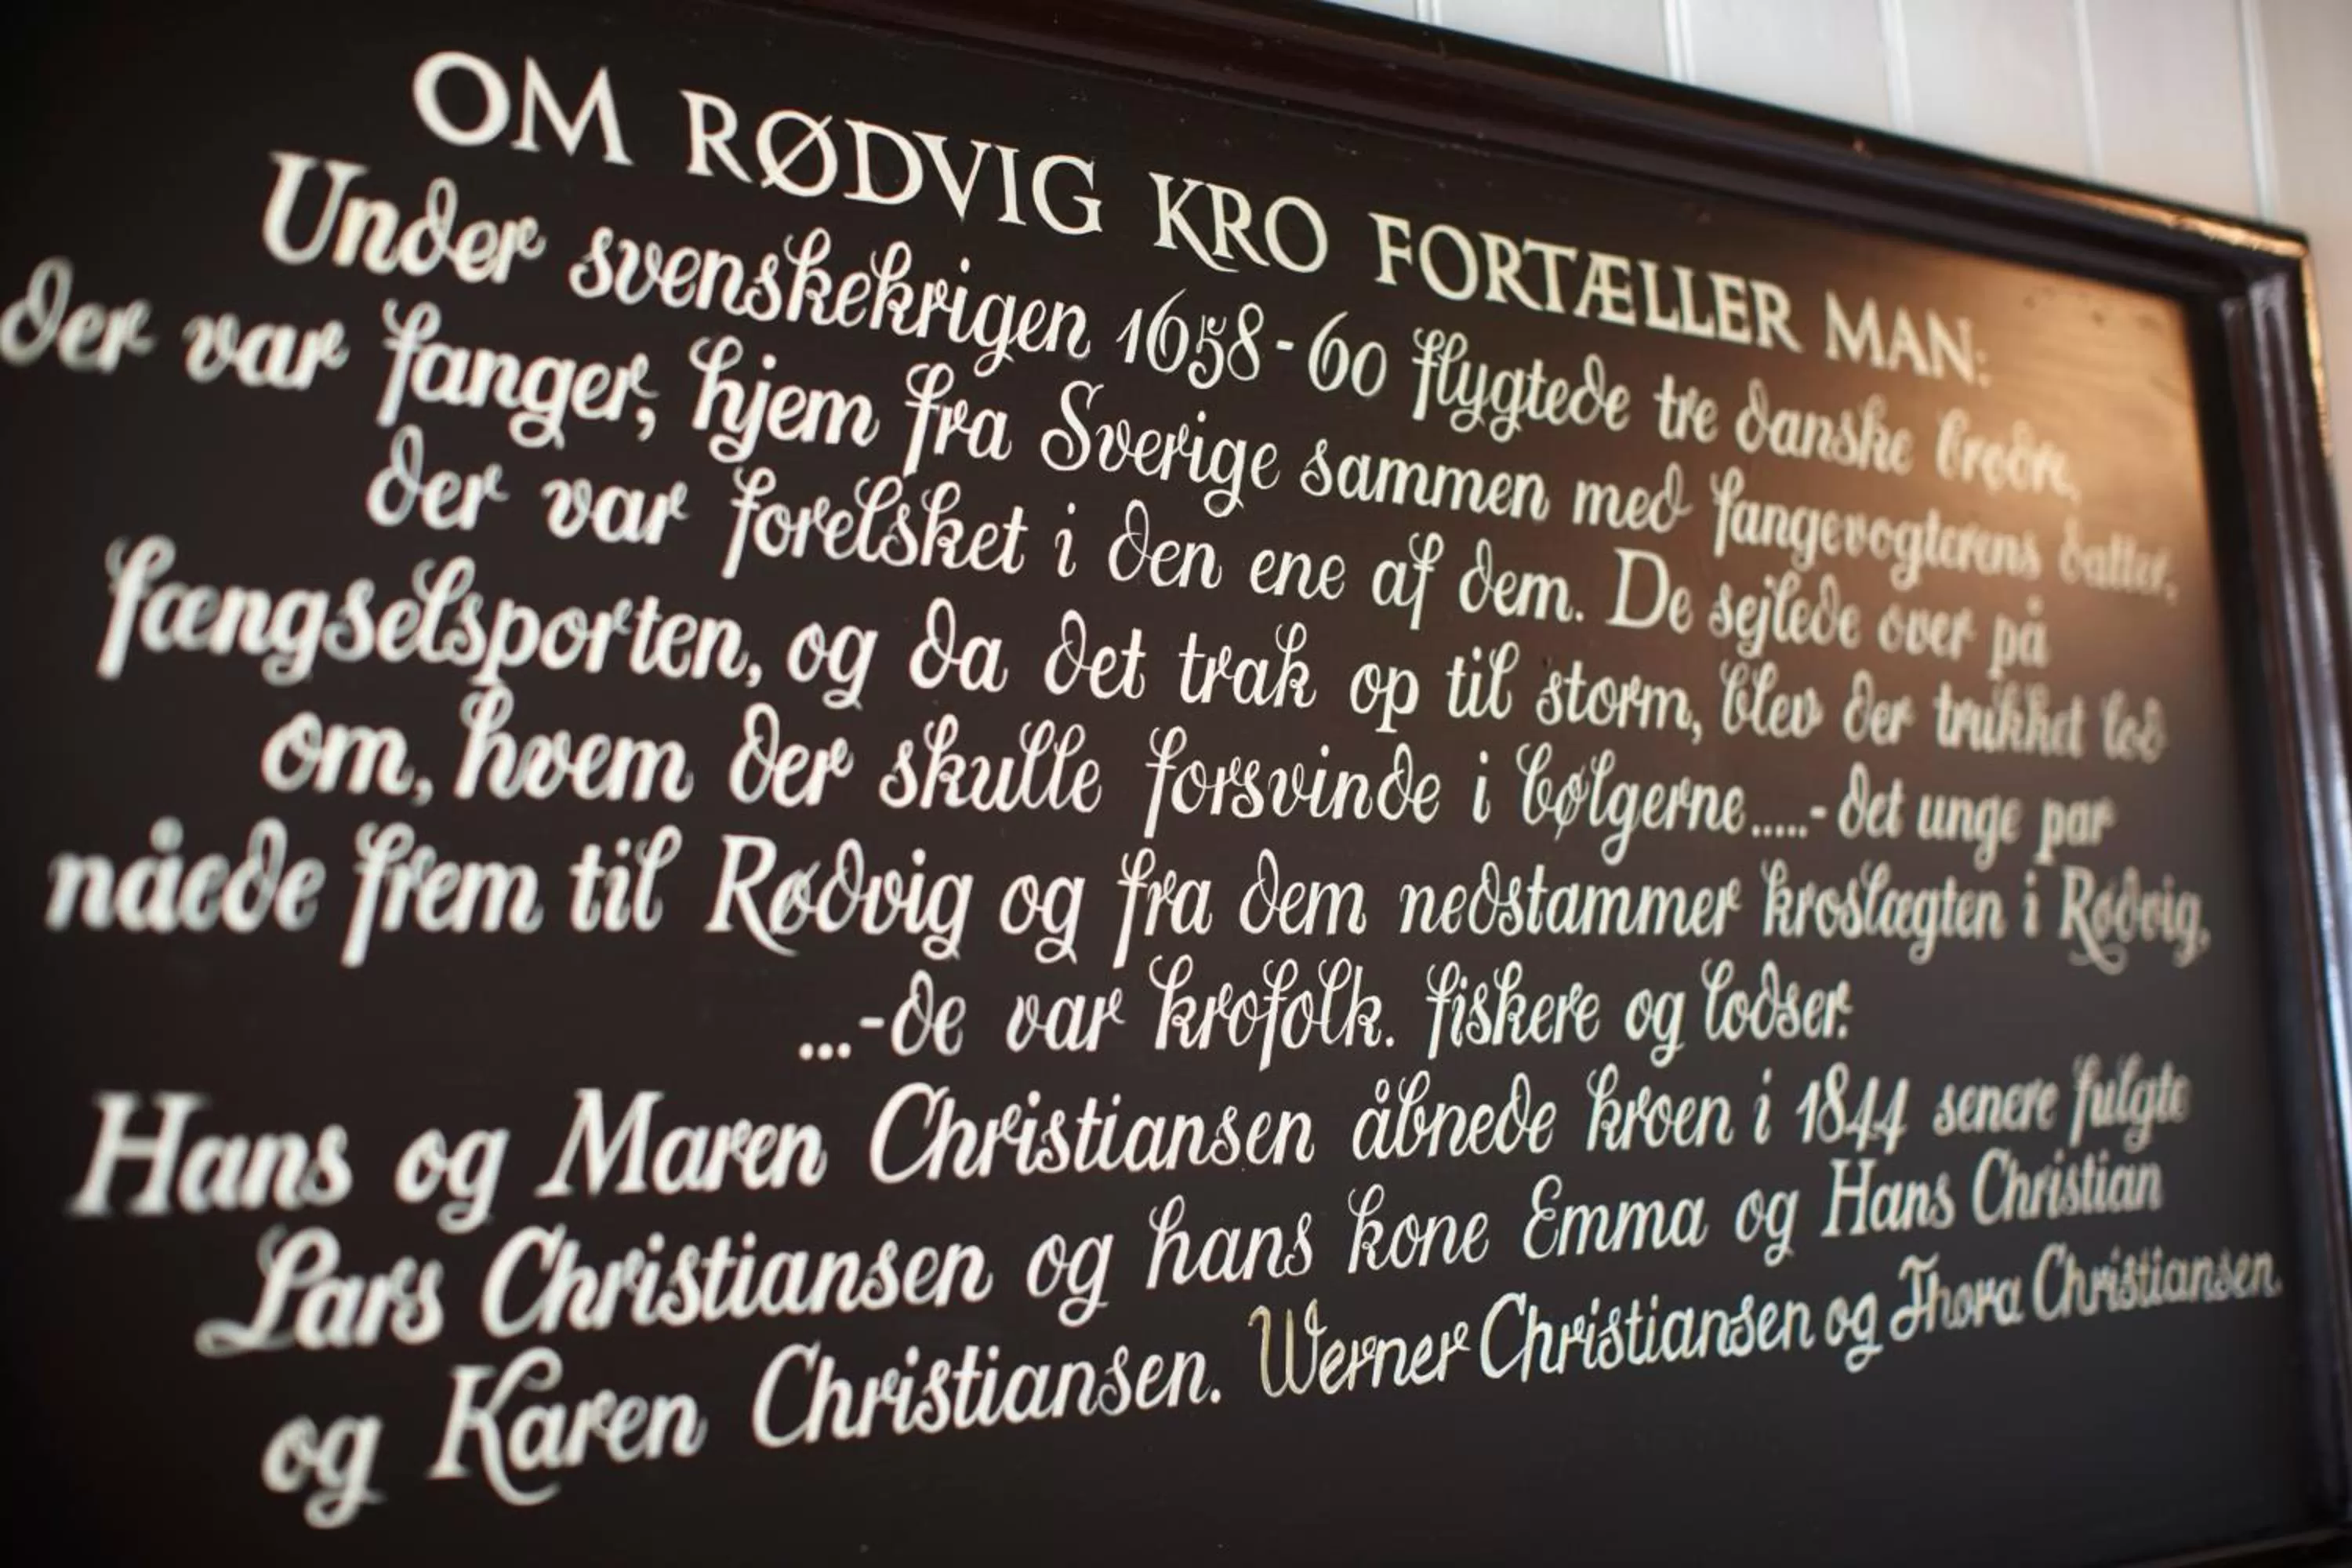 OM RØDVIG KRO FORTÆLLER MAN:
Under svenskekrigen 1658-60 flygtede tre danske brødre,
der var fanger, hjem fra Sverige sammen med fangevogterens datter,
der var forelsket i den ene af dem. De sejlede over på
fængselsporten, og da det trak op til storm, blev der trukket lod
om, hvem der skulle forsvinde i bølgerne.....- det unge par
nåede frem til Rødvig og fra dem nedstammer kroslægten i Rødvig,
...-de var krofolk. fiskere og lodser.
Hans og Maren Christiansen åbnede kroen i 1844 senere fulgte
Lars Christiansen og hans kone Emma og Hans Christian
og Karen Christiansen. Werner Christiansen og Thora Christiansen.